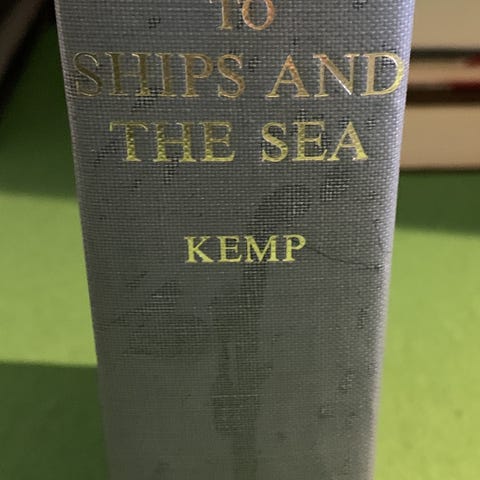 TO
SHIPS AND
THE SEA
KEMP